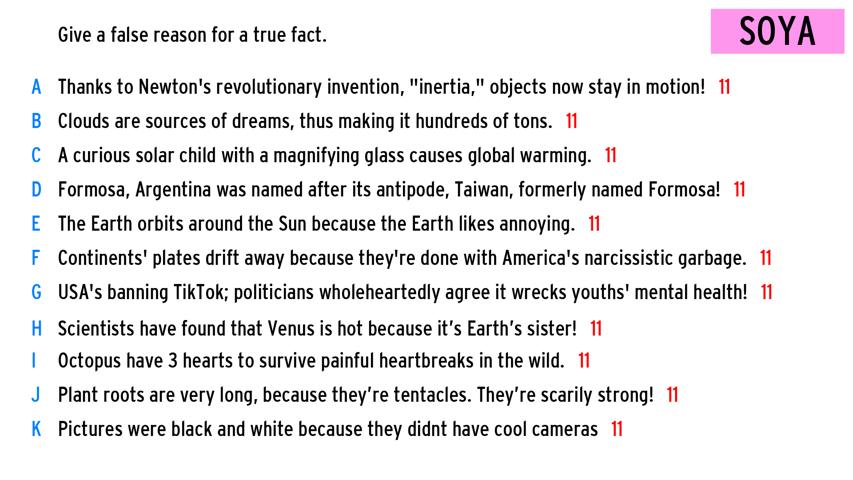 Give a false reason for a true fact.
SOYA
A Thanks to Newton's revolutionary invention, "inertia," objects now stay in motion! 11
B Clouds are sources of dreams, thus making it hundreds of tons. 11
C A curious solar child with a magnifying glass causes global warming. 11
D Formosa, Argentina was named after its antipode, Taiwan, formerly named Formosa! 11
E The Earth orbits around the Sun because the Earth likes annoying. 11
F Continents' plates drift away because they're done with America's narcissistic garbage. 11
G USA's banning TikTok; politicians wholeheartedly agree it wrecks youths' mental health! 11
H Scientists have found that Venus is hot because it’s Earth’s sister! 11
I Octopus have 3 hearts to survive painful heartbreaks in the wild. 11
J Plant roots are very long, because they’re tentacles. They’re scarily strong! 11
K Pictures were black and white because they didnt have cool cameras 11